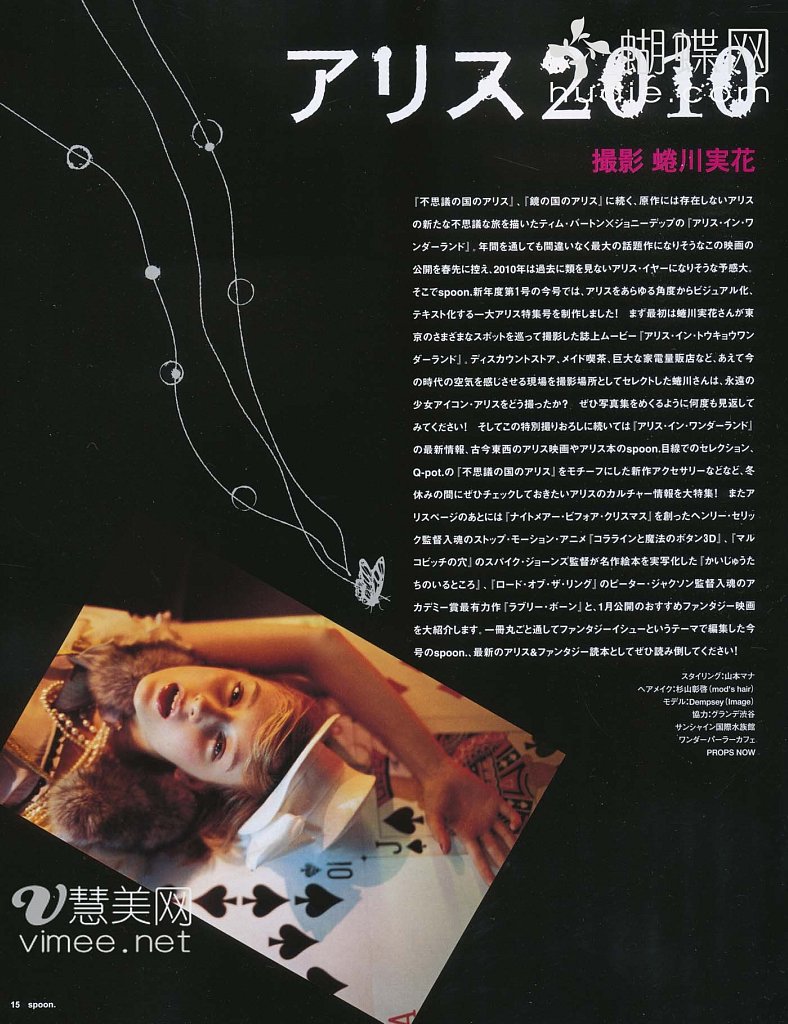 アリス2010
蝴蝶网
hudie.com
撮影 蜷川実花
『不思議の国のアリス』、『鏡の国のアリス』に続く、原作には存在しないアリス
の新たな不思議な旅を描いたティム・バートン×ジョニーデップの『アリス・イン・ワ
ンダーランド』。年間を通しても間違いなく最大の話題作になりそうなこの映画の
公開を春先に控え、2010年は過去に類を見ないアリス・イヤーになりそうな予感大。
そこでspoon.新年度第1号の今号では、アリスをあらゆる角度からビジュアル化、
テキスト化する一大アリス特集号を制作しました！ まず最初は蜷川実花さんが東
京のさまざまなスポットを巡って撮影した誌上ムービー『アリス・イン・トウキョウワン
ダーランド』。ディスカウントストア、メイド喫茶、巨大な家電量販店など、あえて今
の時代の空気を感じさせる現場を撮影場所としてセレクトした蜷川さんは、永遠の
少女アイコン・アリスをどう撮ったか？ ぜひ写真集をめくるように何度も見返して
みてください！ そしてこの特別撮りおろしに続いては『アリス・イン・ワンダーランド』
の最新情報、古今東西のアリス映画やアリス本のspoon.目線でのセレクション、
Q-pot.の『不思議の国のアリス』をモチーフにした新作アクセサリーなどなど、冬
休みの間にぜひチェックしておきたいアリスのカルチャー情報を大特集！ またア
リスページのあとには『ナイトメアー・ビフォア・クリスマス』を創ったヘンリー・セリッ
ク監督入魂のストップ・モーション・アニメ『コララインと魔法のボタン3D』、『マル
コビッチの穴』のスパイク・ジョーンズ監督が名作絵本を実写化した『かいじゅうた
ちのいるところ』、『ロード・オブ・ザ・リング』のピーター・ジャクソン監督入魂のア
カデミー賞最有力作『ラブリー・ボーン』と、1月公開のおすすめファンタジー映画
を大紹介します。一冊丸ごと通してファンタジーイシューというテーマで編集した今
号のspoon.、最新のアリス&ファンタジー読本としてぜひ読み倒してください！
スタイリング：山本マナ
ヘアメイク：杉山彰啓（mod's hair）
モデル：Dempsey（Image）
協力：グランデ渋谷
サンシャイン国際水族館
ワンダーパーラーカフェ
PROPS NOW
10
J
A
慧美网
vimee.net
15 spoon.